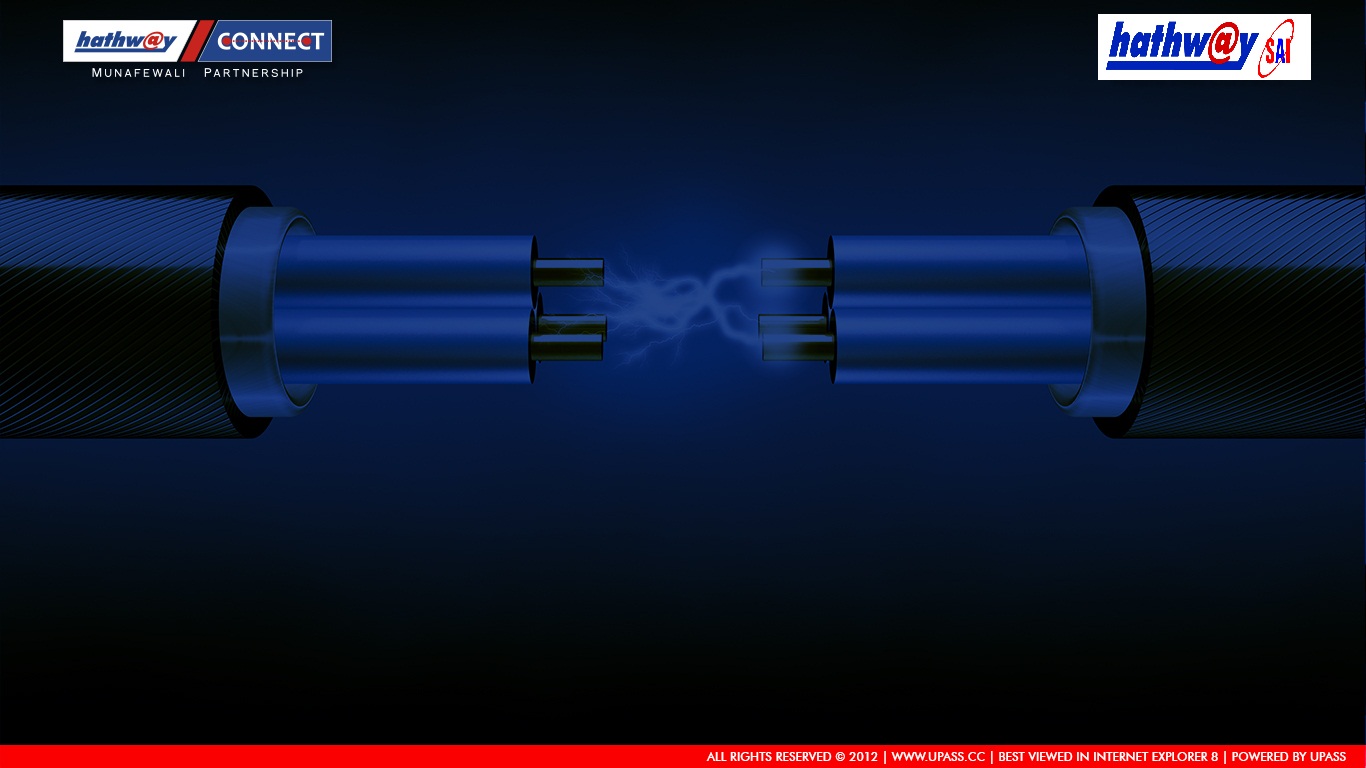 hathw@y CONNECT
MUNAFEWALI PARTNERSHIP
hathw@y SAI
ALL RIGHTS RESERVED © 2012 | WWW.UPASS.CC | BEST VIEWED IN INTERNET EXPLORER 8 | POWERED BY UPASS